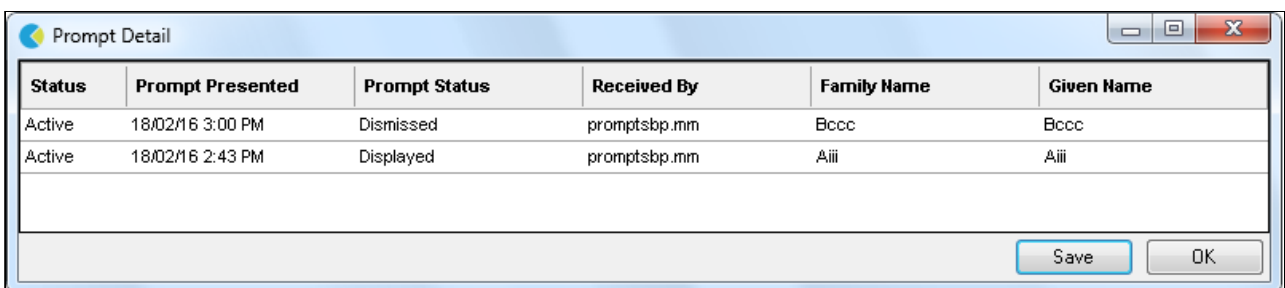 Prompt Detail
Status Prompt Presented Prompt Status Received By Family Name Given Name
Active 18/02/16 3:00 PM Dismissed promptsbp.mm Bccc Bccc
Active 18/02/16 2:43 PM Displayed promptsbp.mm Aiii Aiii
Save OK